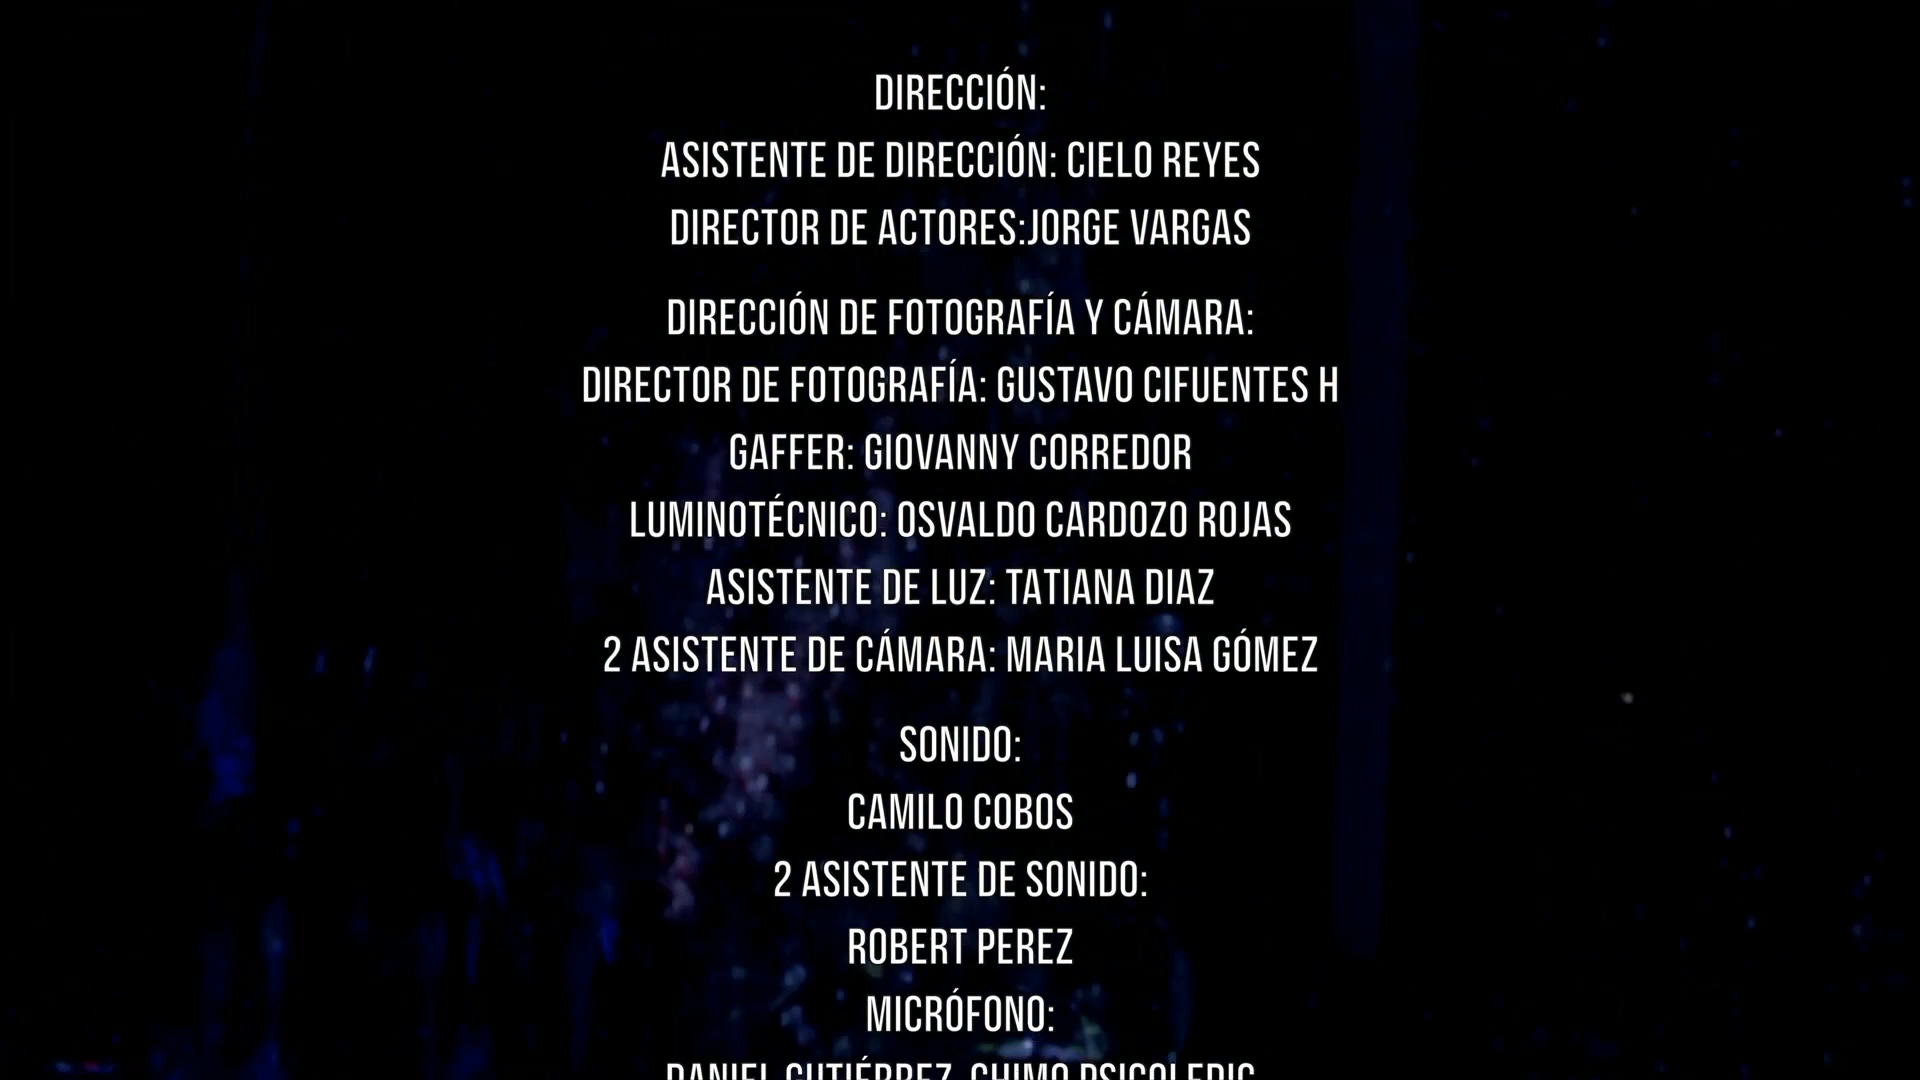 DIRECCIÓN:
ASISTENTE DE DIRECCIÓN: CIELO REYES
DIRECTOR DE ACTORES:JORGE VARGAS
DIRECCIÓN DE FOTOGRAFÍA Y CÁMARA:
DIRECTOR DE FOTOGRAFÍA: GUSTAVO CIFUENTES H
GAFFER: GIOVANNY CORREDOR
LUMINOTÉCNICO: OSVALDO CARDOZO ROJAS
ASISTENTE DE LUZ: TATIANA DIAZ
2 ASISTENTE DE CÁMARA: MARIA LUISA GÓMEZ
SONIDO:
CAMILO COBOS
2 ASISTENTE DE SONIDO:
ROBERT PEREZ
MICRÓFONO:
DANIEL GUTIÉRREZ